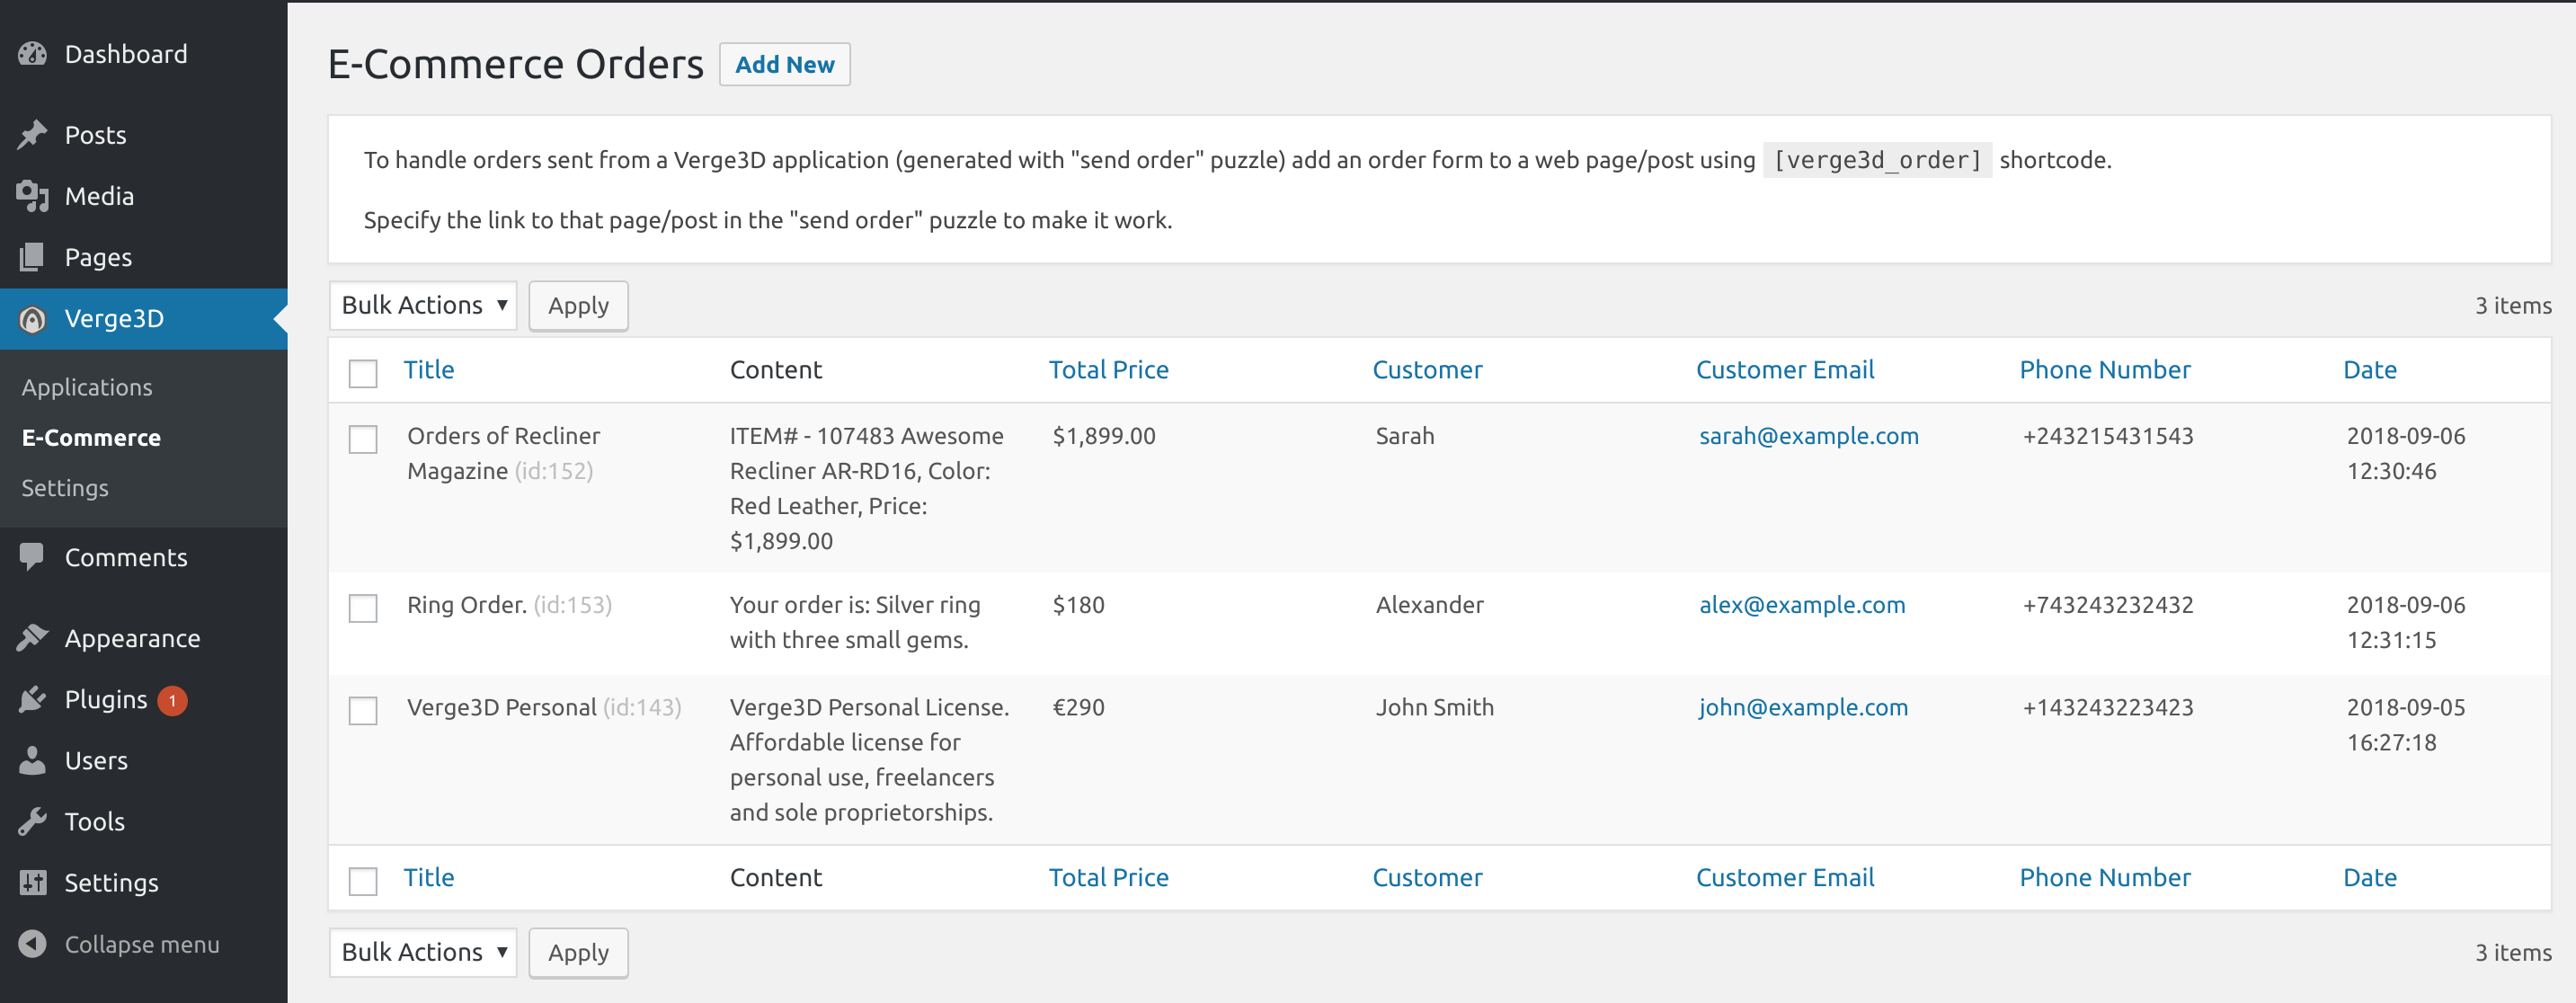 Dashboard
Posts
Media
Pages
Verge3D
Applications
E-Commerce
Settings
Comments
Appearance
Plugins 1
Users
Tools
Settings
Collapse menu
E-Commerce Orders Add New
To handle orders sent from a Verge3D application (generated with "send order" puzzle) add an order form to a web page/post using [verge3d_order] shortcode.
Specify the link to that page/post in the "send order" puzzle to make it work.
Bulk Actions ▼ Apply 3 items
Title Content Total Price Customer Customer Email Phone Number Date
Orders of Recliner ITEM# - 107483 Awesome $1,899.00 Sarah sarah@example.com +243215431543 2018-09-06
Magazine (id:152) Recliner AR-RD16, Color: 12:30:46
Red Leather, Price:
$1,899.00
Ring Order. (id:153) Your order is: Silver ring $180 Alexander alex@example.com +743243232432 2018-09-06
with three small gems. 12:31:15
Verge3D Personal (id:143) Verge3D Personal License. €290 John Smith john@example.com +143243223423 2018-09-05
Affordable license for 16:27:18
personal use, freelancers
and sole proprietorships.
Title Content Total Price Customer Customer Email Phone Number Date
Bulk Actions ▼ Apply 3 items